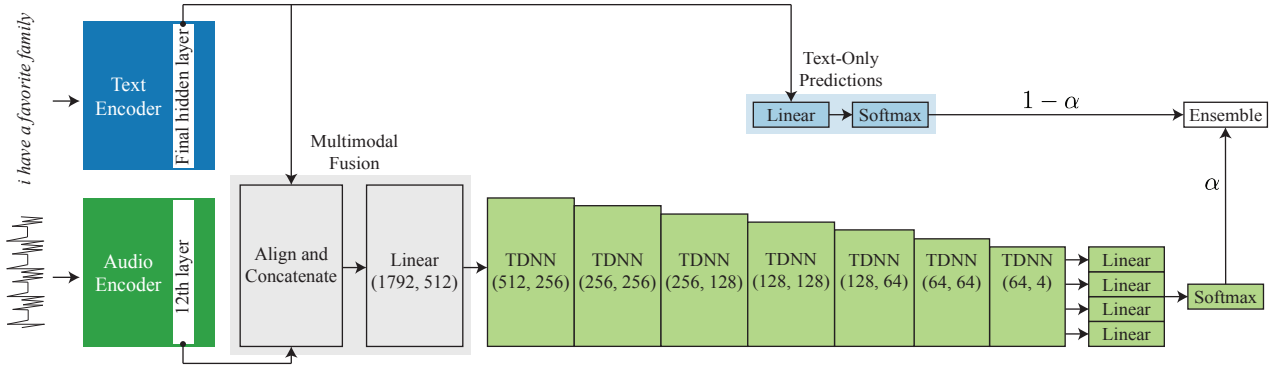 i have a favorite family
Text
Encoder
Final hidden layer
Text-Only
Predictions
Linear
Softmax
1 − α
Ensemble
α
Multimodal
Fusion
Audio
Encoder
12th layer
Align and
Concatenate
Linear
(1792, 512)
TDNN
(512, 256)
TDNN
(256, 256)
TDNN
(256, 128)
TDNN
(128, 128)
TDNN
(128, 64)
TDNN
(64, 64)
TDNN
(64, 4)
Linear
Linear
Linear
Linear
Softmax